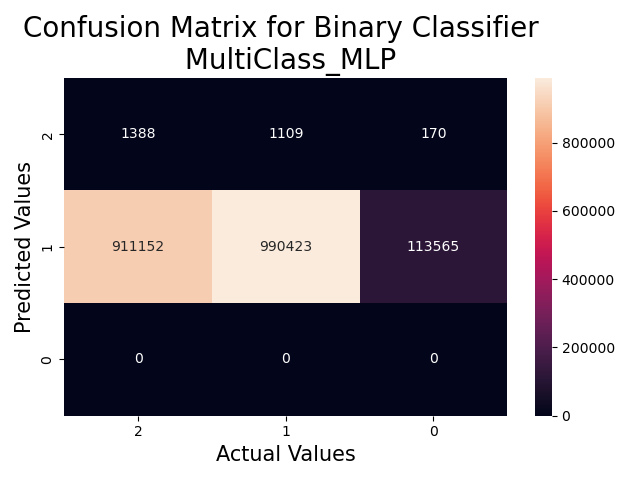 Confusion Matrix for Binary Classifier
MultiClass_MLP
Predicted Values
2
1388 1109 170
1
911152 990423 113565
0
0 0 0
2 1 0
Actual Values
800000
600000
400000
200000
0